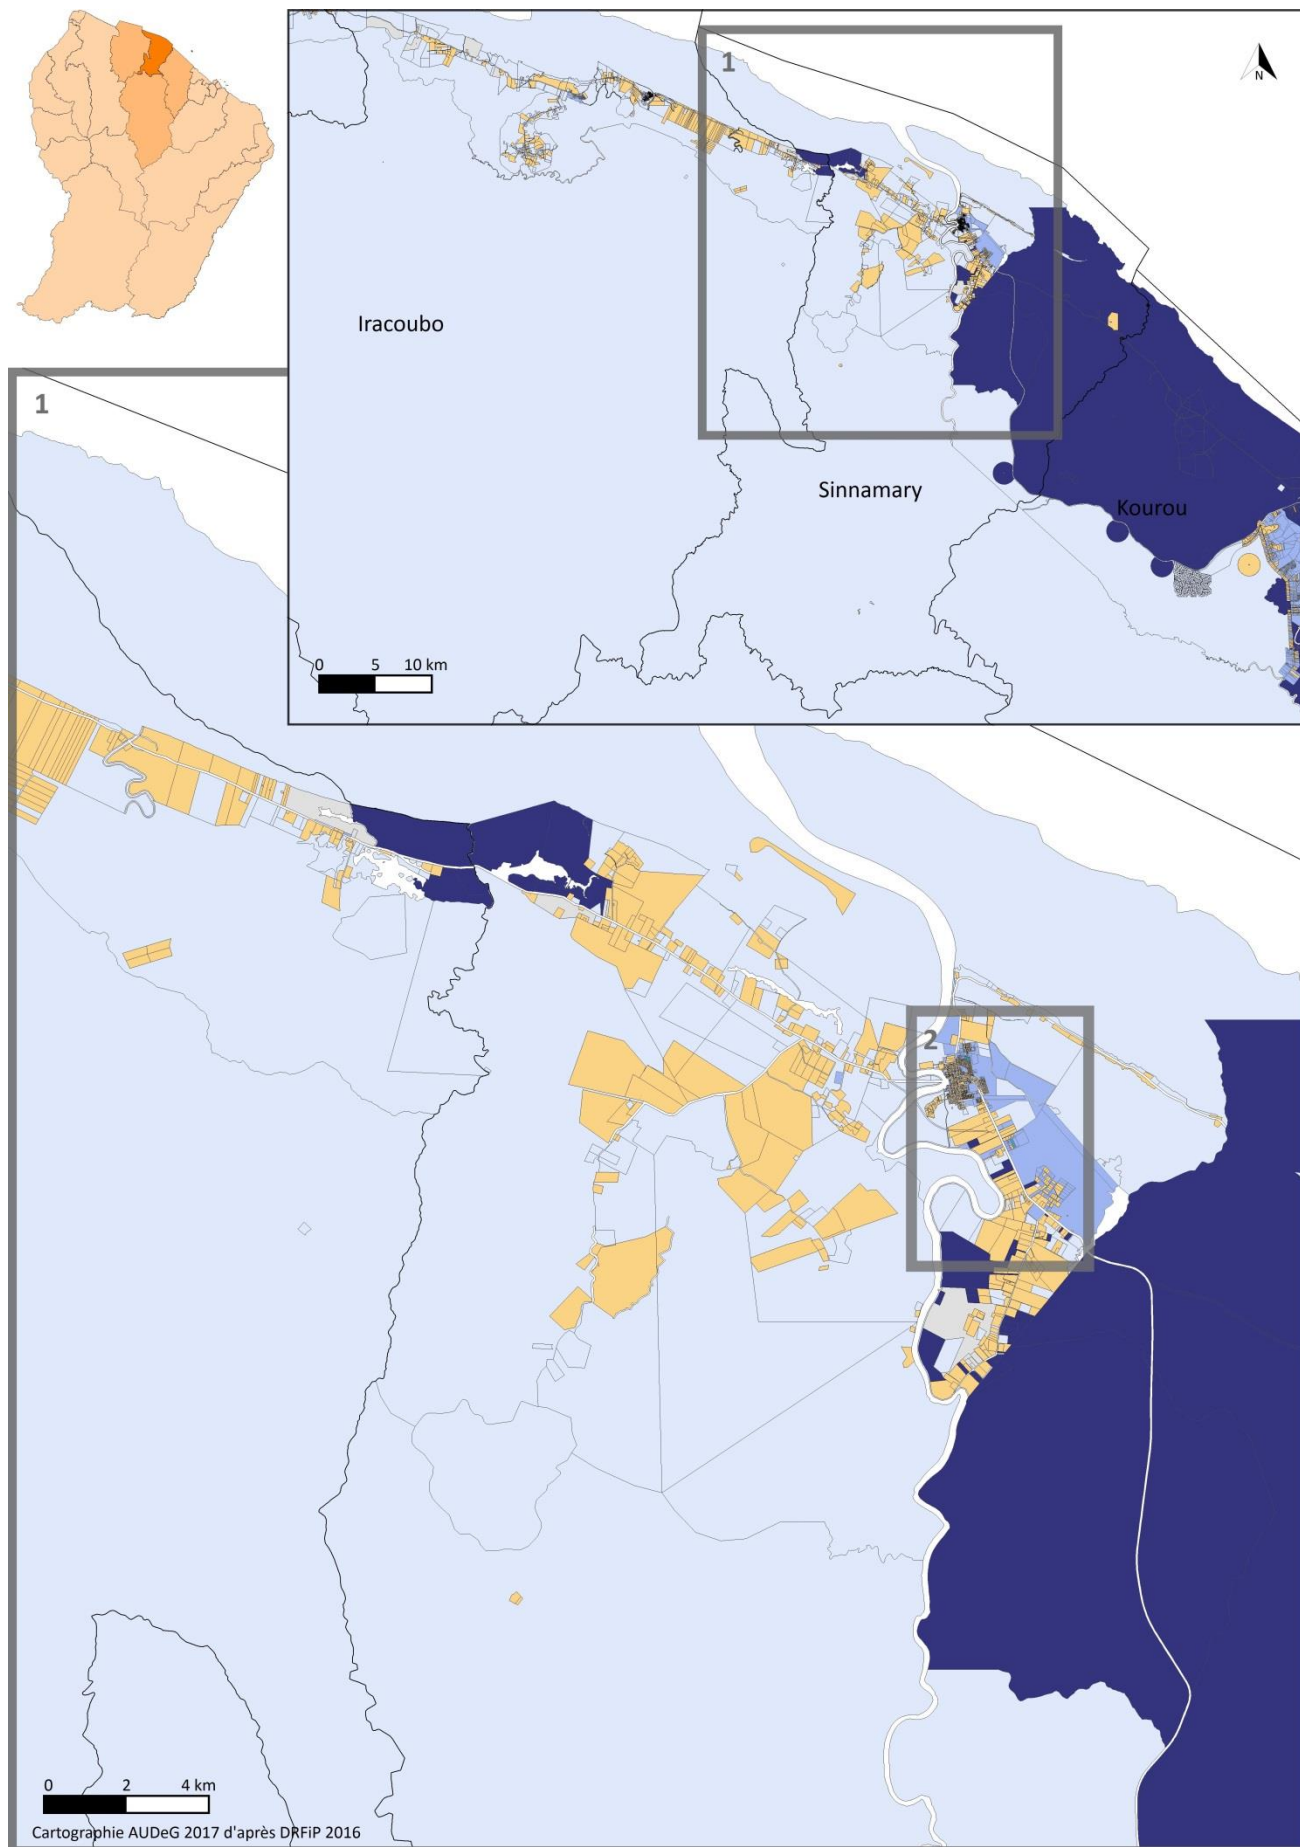 1
N
Iracoubo
Sinnamary
Kourou
0 5 10 km
1
2
0 2 4 km
Cartographie AUDeG 2017 d'après DRFiP 2016